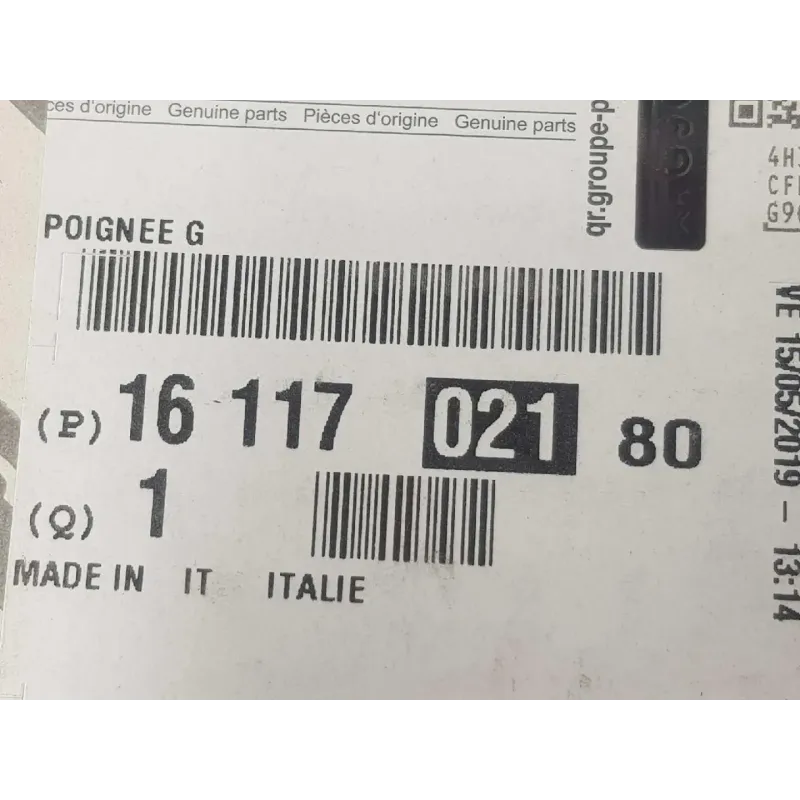 ces d'origine Genuine parts Pièces d'origine Genuine parts
qr.groupe-p
4H
CF
G9
POIGNEE G
(P) 16 117 021 80
(Q) 1
MADE IN IT ITALIE
VE 15/05/2019 - 13:14